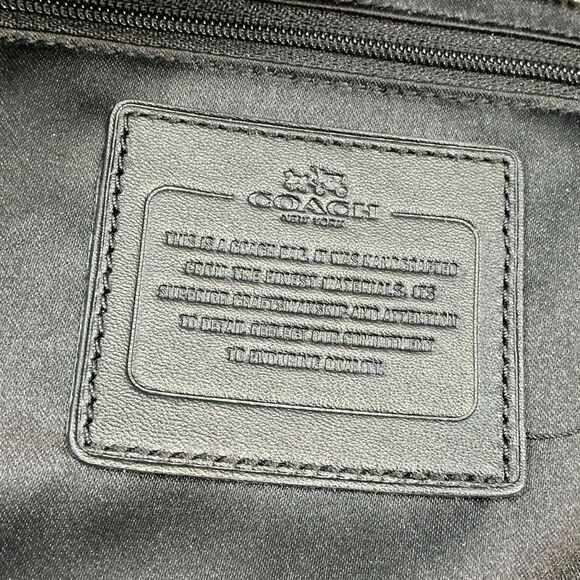 COACH
NEW YORK
THIS IS A COACH BAG. IT WAS HANDCRAFTED
FROM THE FINEST MATERIALS. ITS
SUPERIOR CRAFTSMANSHIP AND ATTENTION
TO DETAIL REFLECT OUR COMMITMENT
TO ENDURING QUALITY.